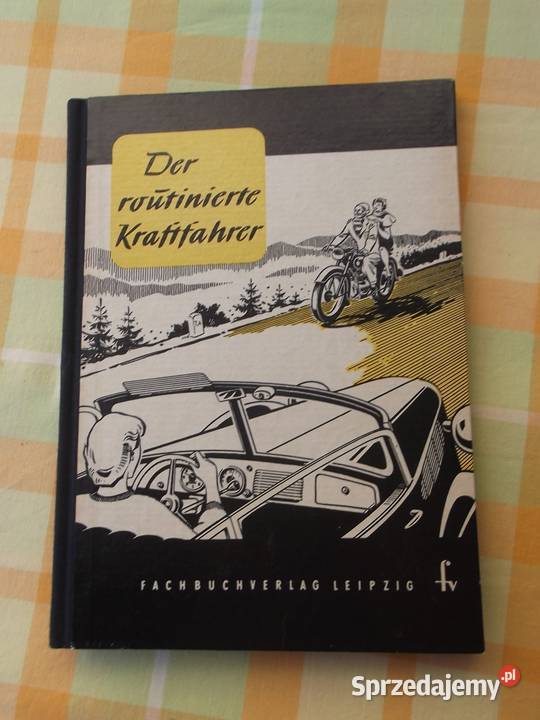 Der
routinierte
Kraftfahrer
FACHBUCHVERLAG LEIPZIG fv
Sprzedajemy.pl